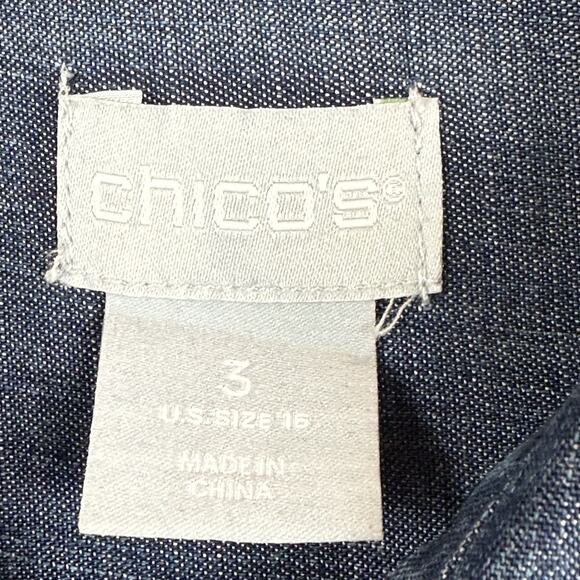 chico's®
3
U.S. SIZE 16
MADE IN
CHINA